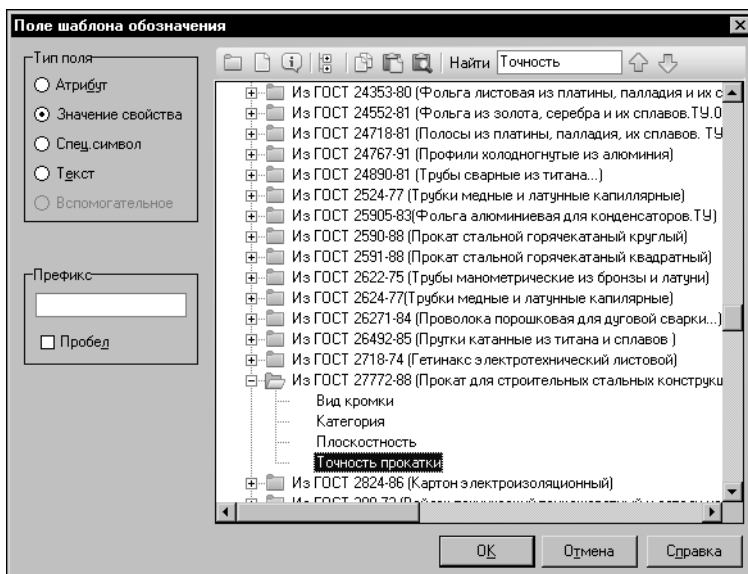 Поле шаблона обозначения
Тип поля
Атрибут
Значение свойства
Спец.символ
Текст
Вспомогательное
Префикс
Пробел
Найти Точность
Из ГОСТ 24353-80 (Фольга листовая из платины, палладия и их с
Из ГОСТ 24552-81 (Фольга из золота, серебра и их сплавов.ТУ.О
Из ГОСТ 24718-81 (Полосы из платины, палладия, их сплавов. ТУ
Из ГОСТ 24767-91 (Профили холодногнутые из алюминия)
Из ГОСТ 24890-81 (Трубы сварные из титана...)
Из ГОСТ 2524-77 (Трубки медные и латунные капиллярные)
Из ГОСТ 25905-83(Фольга алюминиевая для конденсаторов.ТУ)
Из ГОСТ 2590-88 (Прокат стальной горячекатаный круглый)
Из ГОСТ 2591-88 (Прокат стальной горячекатаный квадратный)
Из ГОСТ 2622-75 (Трубы манометрические из бронзы и латуни)
Из ГОСТ 2624-77(Трубки медные и латунные капилярные)
Из ГОСТ 26271-84 (Проволока порошковая для дуговой сварки...)
Из ГОСТ 26492-85 (Прутки катанные из титана и сплавов )
Из ГОСТ 2718-74 (Гетинакс электротехнический листовой)
Из ГОСТ 27772-88 (Прокат для строительных стальных конструкц
Вид кромки
Категория
Плоскостность
Точность прокатки
Из ГОСТ 2824-86 (Картон электроизоляционный)
OK
Отмена
Справка